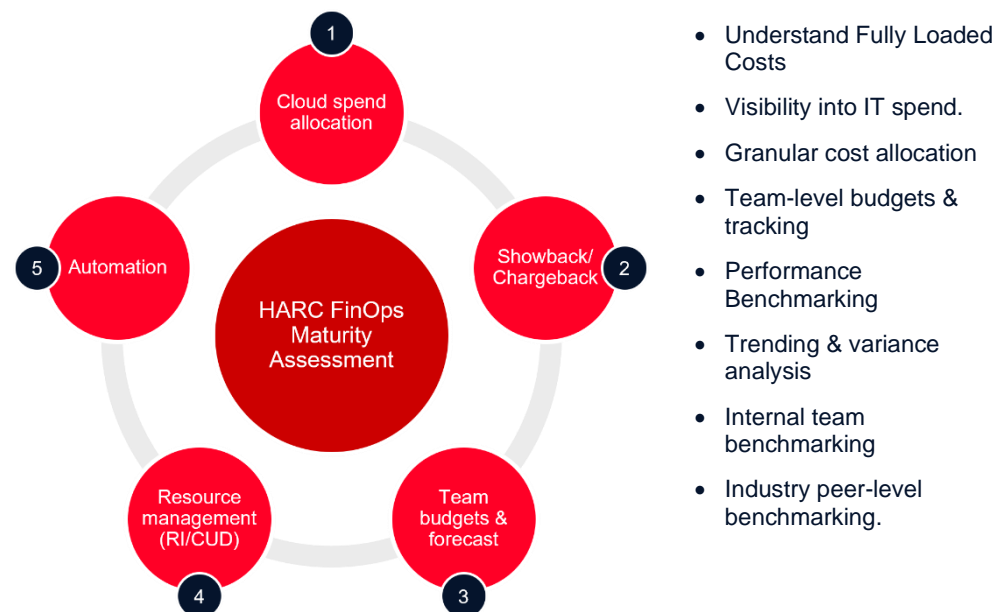 1
Cloud spend
allocation
Showback/
Chargeback
2
Team
budgets &
forecast
3
Resource
management
(RI/CUD)
4
5
Automation
HARC FinOps
Maturity
Assessment
• Understand Fully Loaded
Costs
• Visibility into IT spend.
• Granular cost allocation
• Team-level budgets &
tracking
• Performance
Benchmarking
• Trending & variance
analysis
• Internal team
benchmarking
• Industry peer-level
benchmarking.